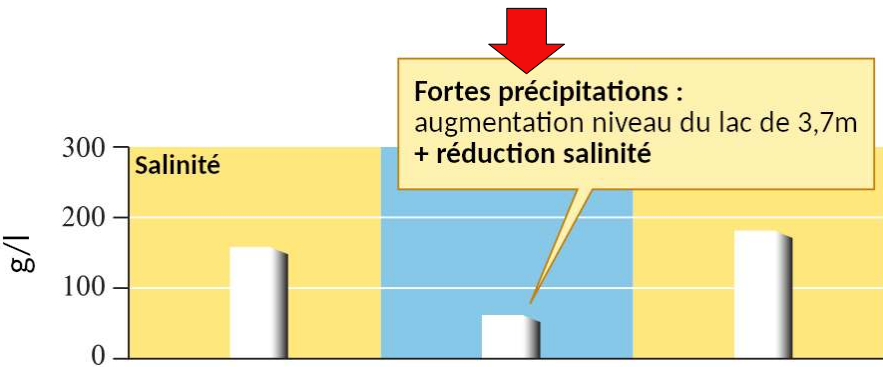 Fortes précipitations :
augmentation niveau du lac de 3,7m
+ réduction salinité
Salinité
300
200
100
0
g/l